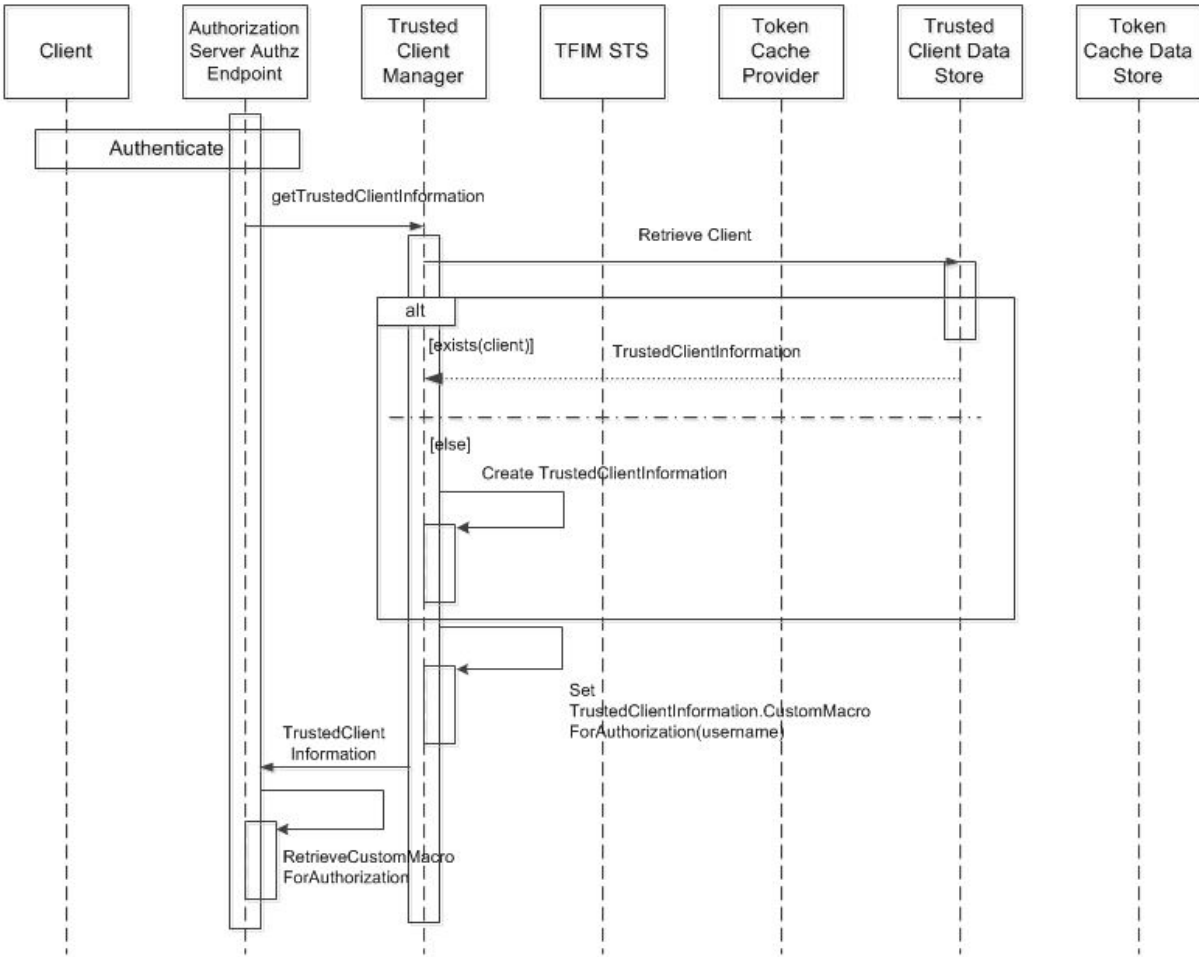 Client
Authorization
Server Authz
Endpoint
Trusted
Client
Manager
TFIM STS
Token
Cache
Provider
Trusted
Client Data
Store
Token
Cache Data
Store
Authenticate
getTrustedClientInformation
Retrieve Client
alt
[exists(client)]
TrustedClientInformation
[else]
Create TrustedClientInformation
Set
TrustedClientInformation.CustomMacro
ForAuthorization(username)
TrustedClient
Information
RetrieveCustomMacro
ForAuthorization